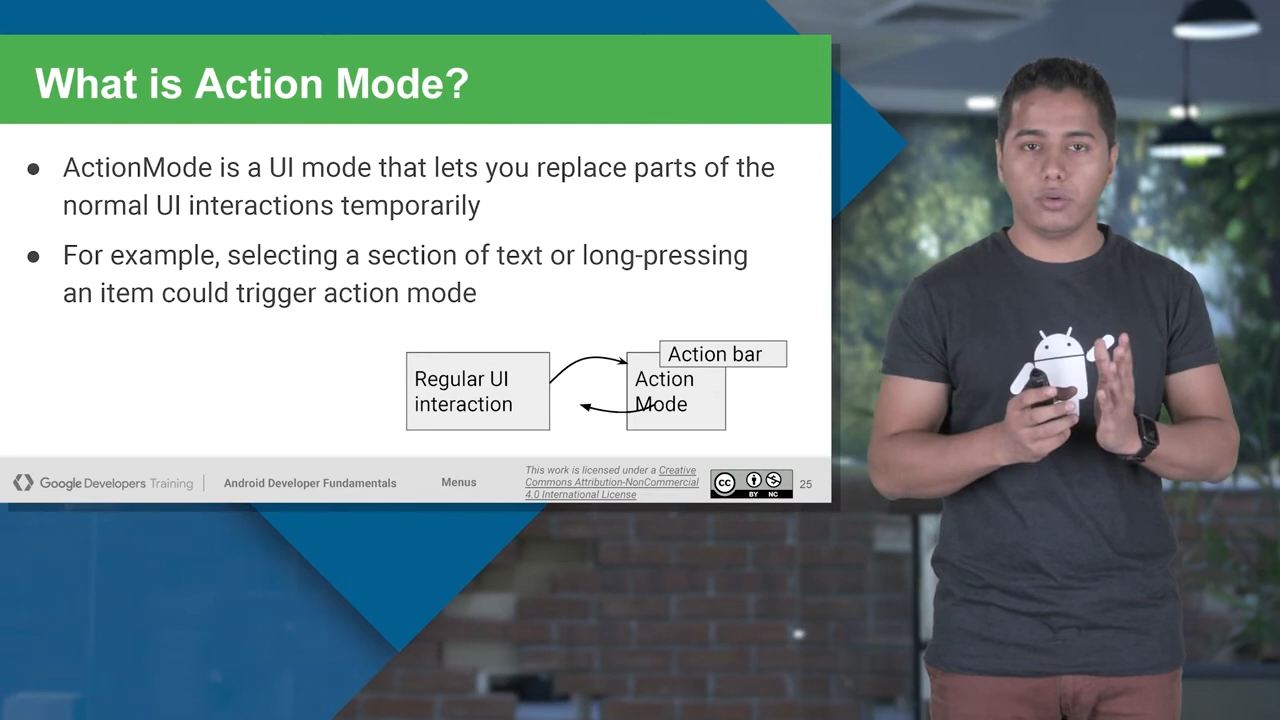 What is Action Mode?
● ActionMode is a UI mode that lets you replace parts of the
normal UI interactions temporarily
● For example, selecting a section of text or long-pressing
an item could trigger action mode
Action bar
Regular UI
interaction
Action
Mode
Google Developers Training
Android Developer Fundamentals
Menus
This work is licensed under a Creative
Commons Attribution-NonCommercial
4.0 International License
cc
BY NC
25